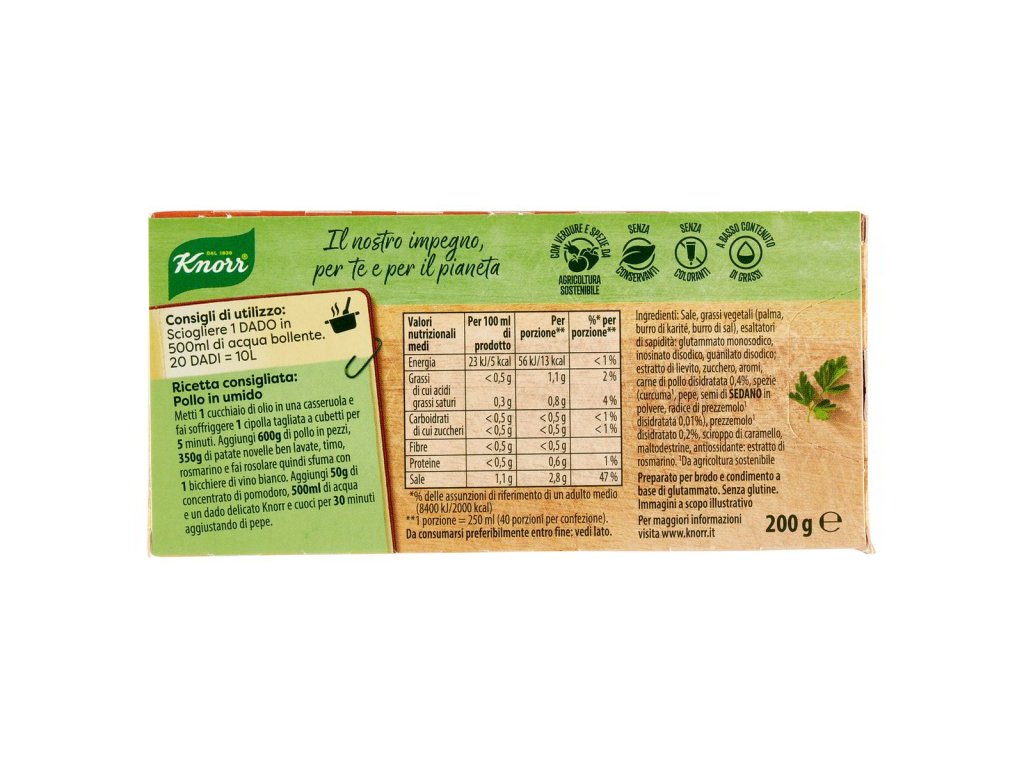 DAL 1838
Knorr®
Il nostro impegno,
per te e per il pianeta
CON VERDURE E SPEZIE DA
AGRICOLTURA
SOSTENIBILE
SENZA
CONSERVANTI
SENZA
COLORANTI
A BASSO CONTENUTO
DI GRASSI
Consigli di utilizzo:
Sciogliere 1 DADO in
500ml di acqua bollente.
20 DADI = 10L
Ricetta consigliata:
Pollo in umido
Metti 1 cucchiaio di olio in una casseruola e
fai soffriggere 1 cipolla tagliata a cubetti per
5 minuti. Aggiungi 600g di pollo in pezzi,
350g di patate novelle ben lavate, timo,
rosmarino e fai rosolare quindi sfuma con
1 bicchiere di vino bianco. Aggiungi 50g di
concentrato di pomodoro, 500ml di acqua
e un dado delicato Knorr e cuoci per 30 minuti
aggiustando di pepe.
Valori nutrizionali medi Per 100 ml di prodotto Per porzione** %* per porzione**
Energia 23 kJ/5 kcal 56 kJ/13 kcal < 1 %
Grassi < 0,5 g 1,1 g 2 %
di cui acidi
grassi saturi 0,3 g 0,8 g 4 %
Carboidrati < 0,5 g < 0,5 g < 1 %
di cui zuccheri < 0,5 g < 0,5 g < 1 %
Fibre < 0,5 g < 0,5 g
Proteine < 0,5 g 0,6 g 1 %
Sale 1,1 g 2,8 g 47 %
*% delle assunzioni di riferimento di un adulto medio
(8400 kJ/2000 kcal)
**1 porzione = 250 ml (40 porzioni per confezione).
Da consumarsi preferibilmente entro fine; vedi lato.
Ingredienti: Sale, grassi vegetali (palma,
burro di karité, burro di sal), esaltatori
di sapidità: glutammato monosodico,
inosinato disodico, guanilato disodico;
estratto di lievito, zucchero, aromi,
carne di pollo disidratata 0,4%, spezie
(curcuma¹, pepe, semi di SEDANO in
polvere, radice di prezzemolo¹
disidratata 0,01%), prezzemolo¹
disidratato 0,2%, sciroppo di caramello,
maltodestrine, antiossidante: estratto di
rosmarino. ¹Da agricoltura sostenibile
Preparato per brodo e condimento a
base di glutammato. Senza glutine.
Immagini a scopo illustrativo
Per maggiori informazioni
visita www.knorr.it
200 g ℮